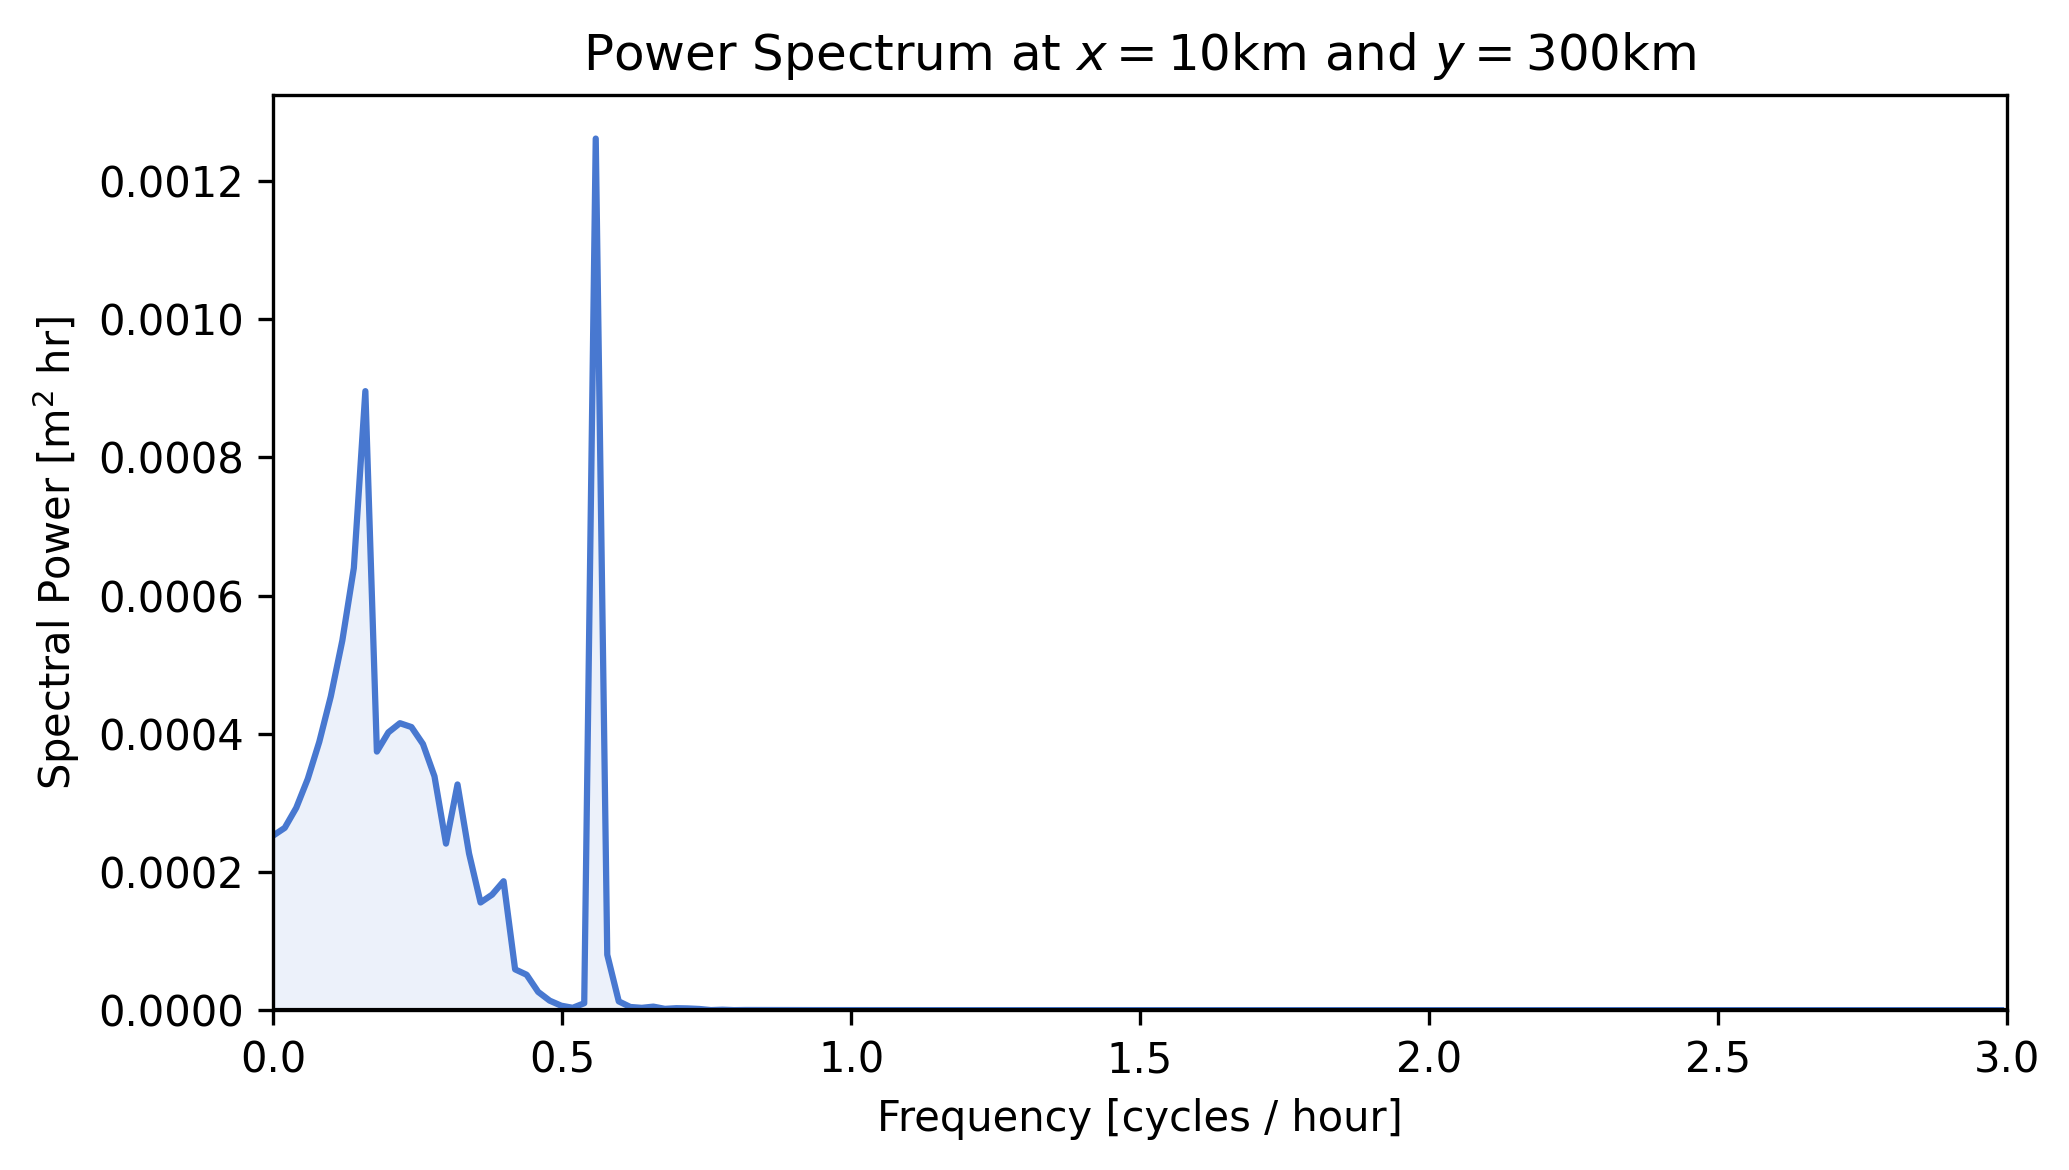 Power Spectrum at x = 10km and y = 300km
Spectral Power [m² hr]
0.0012
0.0010
0.0008
0.0006
0.0004
0.0002
0.0000
0.0 0.5 1.0 1.5 2.0 2.5 3.0
Frequency [cycles / hour]